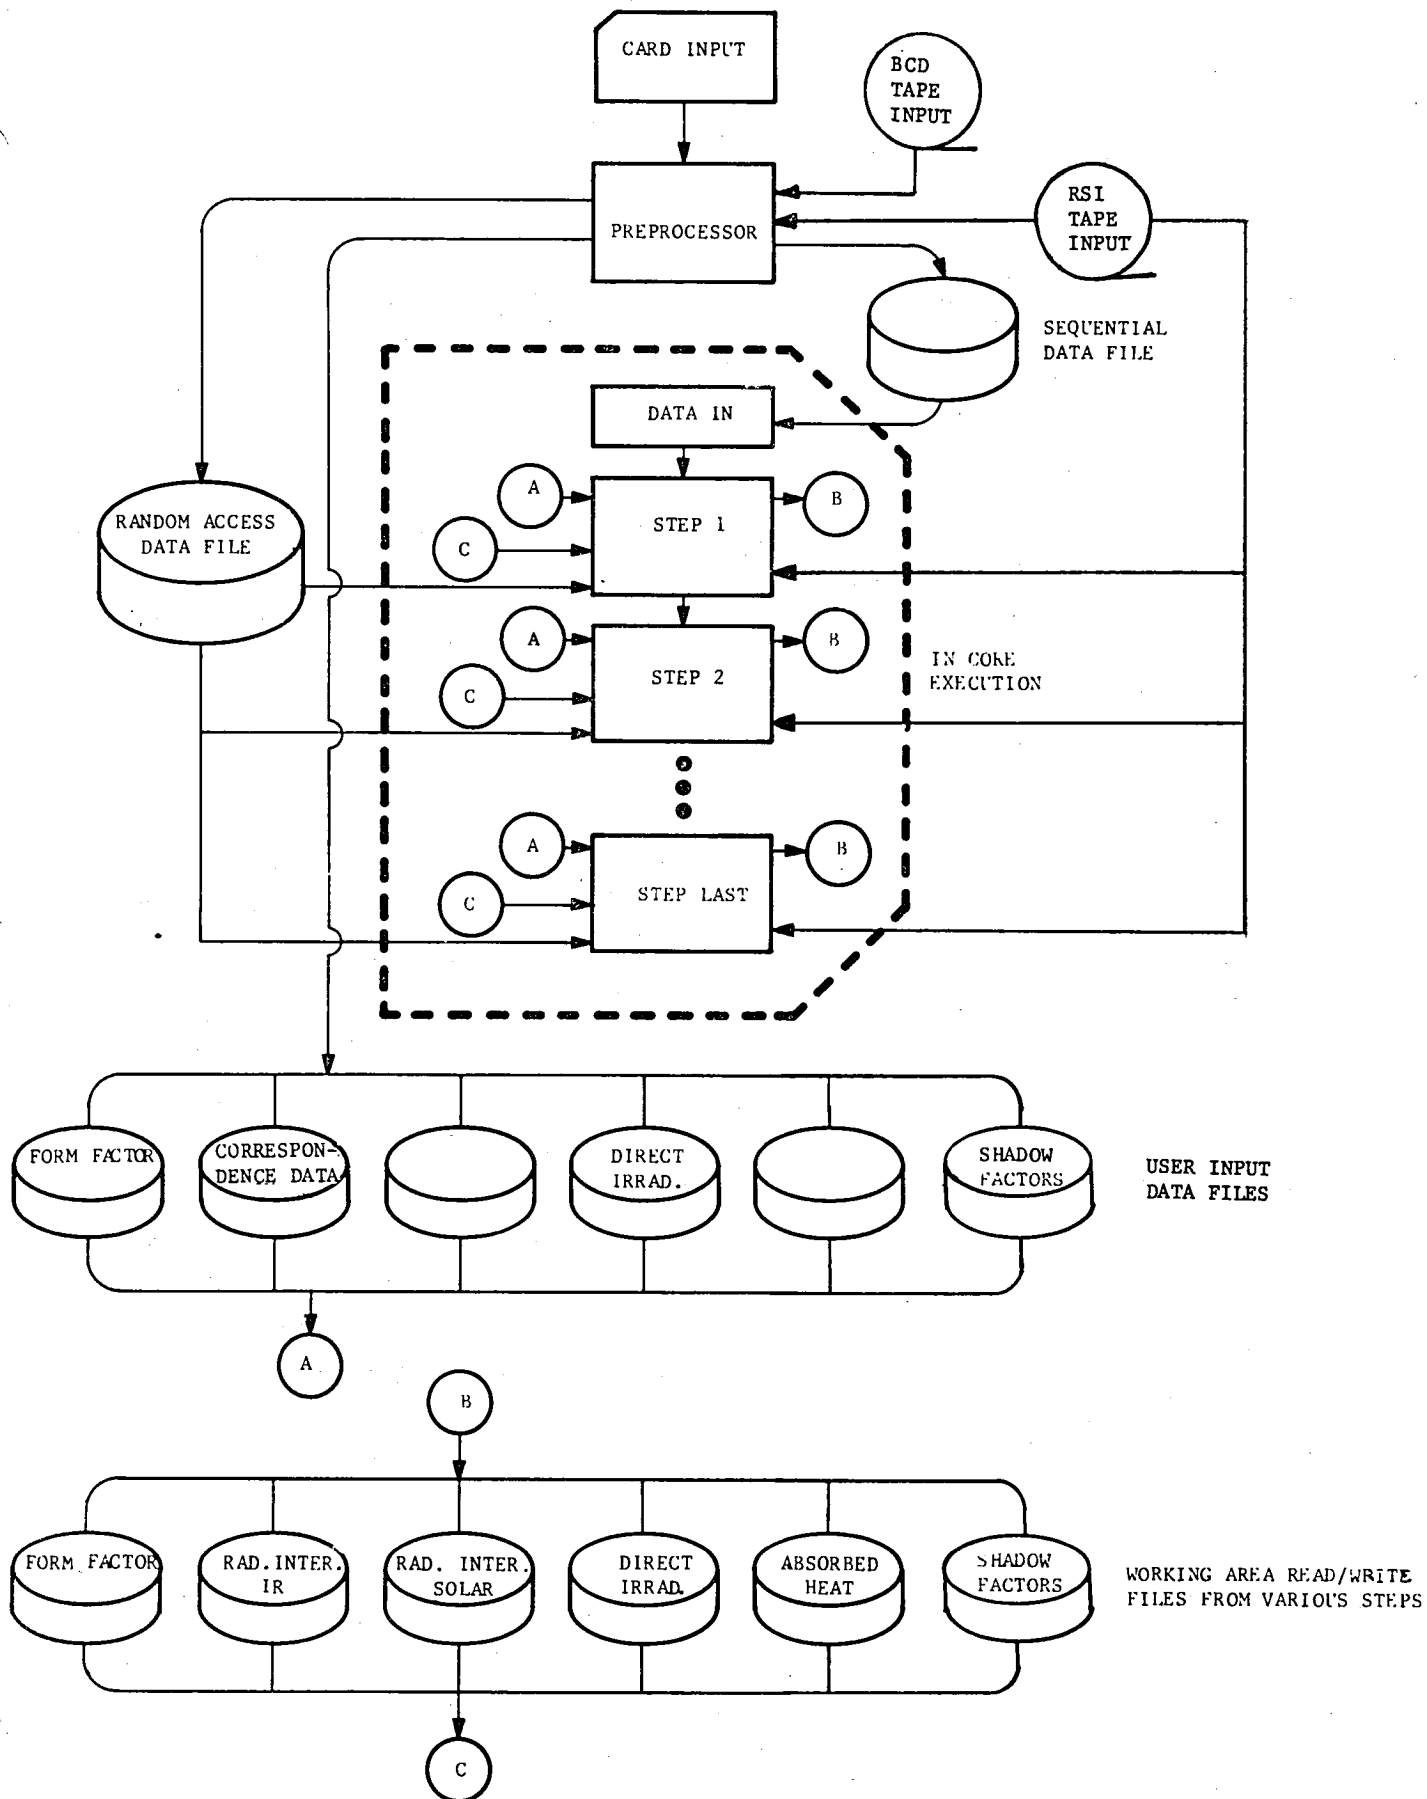 CARD INPUT
BCD
TAPE
INPUT
RSI
TAPE
INPUT
PREPROCESSOR
SEQUENTIAL
DATA FILE
DATA IN
A
B
STEP 1
C
RANDOM ACCESS
DATA FILE
A
B
STEP 2
C
IN CORE
EXECUTION
A
B
STEP LAST
C
FORM FACTOR
CORRESPON-
DENCE DATA
DIRECT
IRRAD.
SHADOW
FACTORS
USER INPUT
DATA FILES
A
B
FORM FACTOR
RAD.INTER.
IR
RAD. INTER.
SOLAR
DIRECT
IRRAD.
ABSORBED
HEAT
SHADOW
FACTORS
WORKING AREA READ/WRITE
FILES FROM VARIOUS STEPS
C